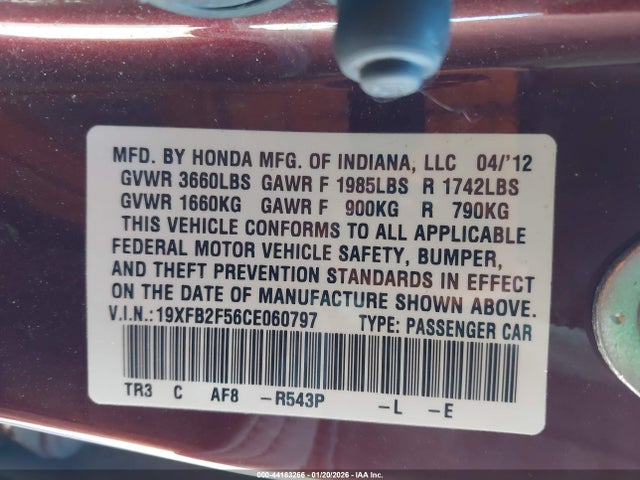 MFD. BY HONDA MFG. OF INDIANA, LLC 04/'12
GVWR 3660LBS GAWR F 1985LBS R 1742LBS
GVWR 1660KG GAWR F 900KG R 790KG
THIS VEHICLE CONFORMS TO ALL APPLICABLE
FEDERAL MOTOR VEHICLE SAFETY, BUMPER,
AND THEFT PREVENTION STANDARDS IN EFFECT
ON THE DATE OF MANUFACTURE SHOWN ABOVE.
V.I.N.:19XFB2F56CE060797 TYPE: PASSENGER CAR
TR3 C AF8 -R543P -L -E
000-44183266 - 01/20/2026 - IAA Inc.